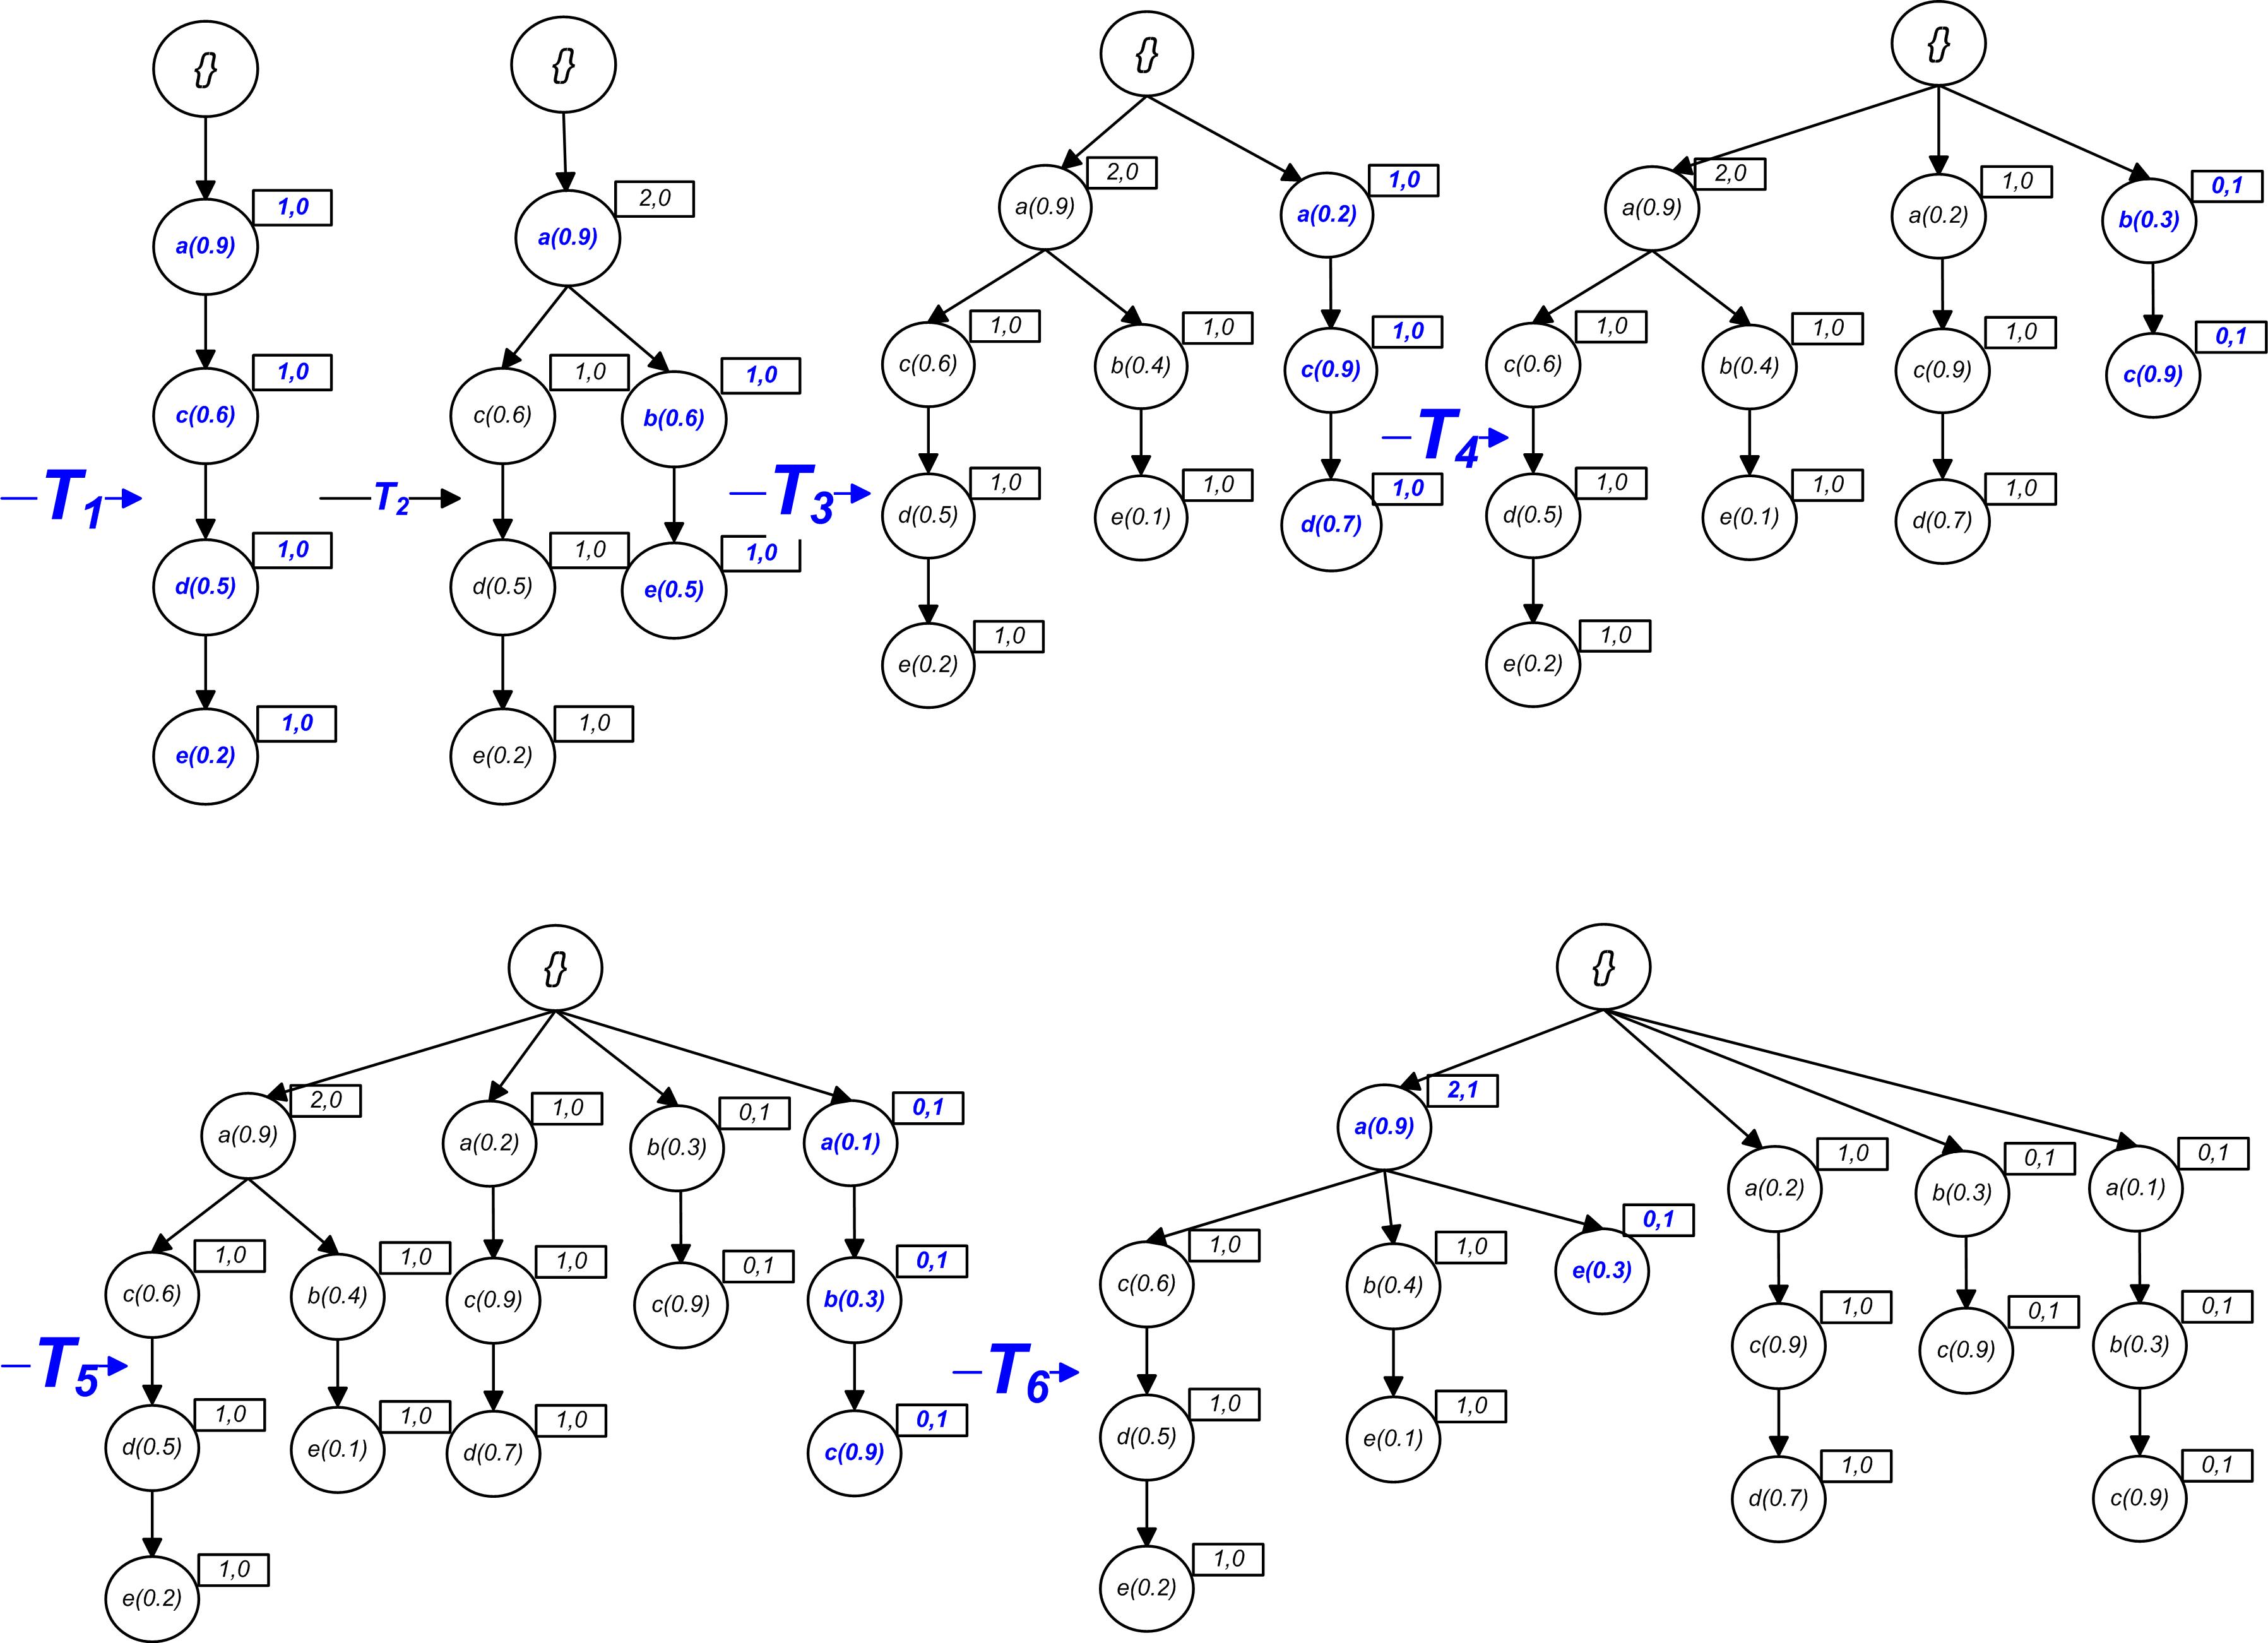 {}
1,0
a(0.9)
1,0
c(0.6)
T1
1,0
d(0.5)
1,0
e(0.2)
{}
2,0
a(0.9)
1,0
1,0
c(0.6)
b(0.6)
T2
1,0
1,0
d(0.5)
e(0.5)
1,0
e(0.2)
{}
2,0
1,0
a(0.9)
a(0.2)
1,0
1,0
1,0
c(0.6)
b(0.4)
c(0.9)
T3
1,0
1,0
1,0
d(0.5)
e(0.1)
d(0.7)
1,0
e(0.2)
{}
2,0
1,0
0,1
a(0.9)
a(0.2)
b(0.3)
1,0
1,0
1,0
0,1
c(0.6)
b(0.4)
c(0.9)
c(0.9)
T4
1,0
1,0
1,0
d(0.5)
e(0.1)
d(0.7)
1,0
e(0.2)
{}
2,0
1,0
0,1
0,1
a(0.9)
a(0.2)
b(0.3)
a(0.1)
1,0
1,0
1,0
0,1
0,1
c(0.6)
b(0.4)
c(0.9)
c(0.9)
b(0.3)
T5
1,0
1,0
1,0
0,1
d(0.5)
e(0.1)
d(0.7)
c(0.9)
1,0
e(0.2)
{}
2,1
a(0.9)
1,0
0,1
0,1
a(0.2)
b(0.3)
a(0.1)
1,0
1,0
0,1
c(0.6)
b(0.4)
e(0.3)
1,0
0,1
0,1
c(0.9)
c(0.9)
b(0.3)
T6
1,0
1,0
d(0.5)
e(0.1)
1,0
0,1
d(0.7)
c(0.9)
1,0
e(0.2)